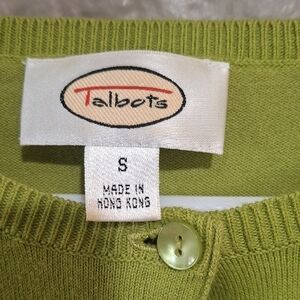 Talbots
S
MADE IN
HONG KONG